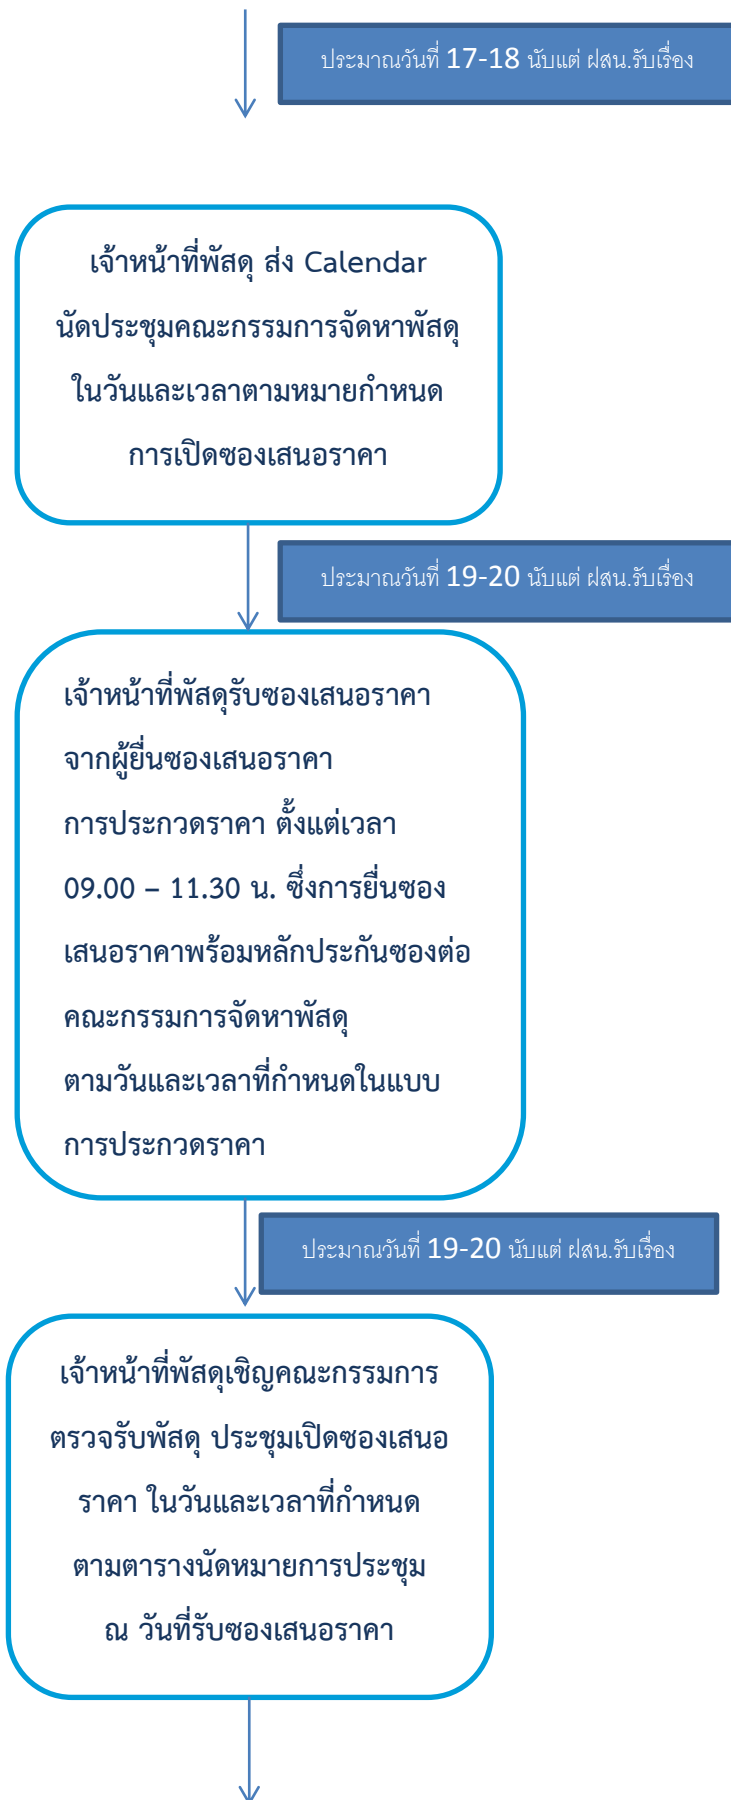 ประมาณวันที่ 17-18 นับแต่ ฝสน.รับเรื่อง
เจ้าหน้าที่พัสดุ ส่ง Calendar
นัดประชุมคณะกรรมการจัดหาพัสดุ
ในวันและเวลาตามหมายกำหนด
การเปิดซองเสนอราคา
ประมาณวันที่ 19-20 นับแต่ ฝสน.รับเรื่อง
เจ้าหน้าที่พัสดุรับซองเสนอราคา
จากผู้ยื่นซองเสนอราคา
การประกวดราคา ตั้งแต่เวลา
09.00 – 11.30 น. ซึ่งการยื่นซอง
เสนอราคาพร้อมหลักประกันซองต่อ
คณะกรรมการจัดหาพัสดุ
ตามวันและเวลาที่กำหนดในแบบ
การประกวดราคา
ประมาณวันที่ 19-20 นับแต่ ฝสน.รับเรื่อง
เจ้าหน้าที่พัสดุเชิญคณะกรรมการ
ตรวจรับพัสดุ ประชุมเปิดซองเสนอ
ราคา ในวันและเวลาที่กำหนด
ตามตารางนัดหมายการประชุม
ณ วันที่รับซองเสนอราคา